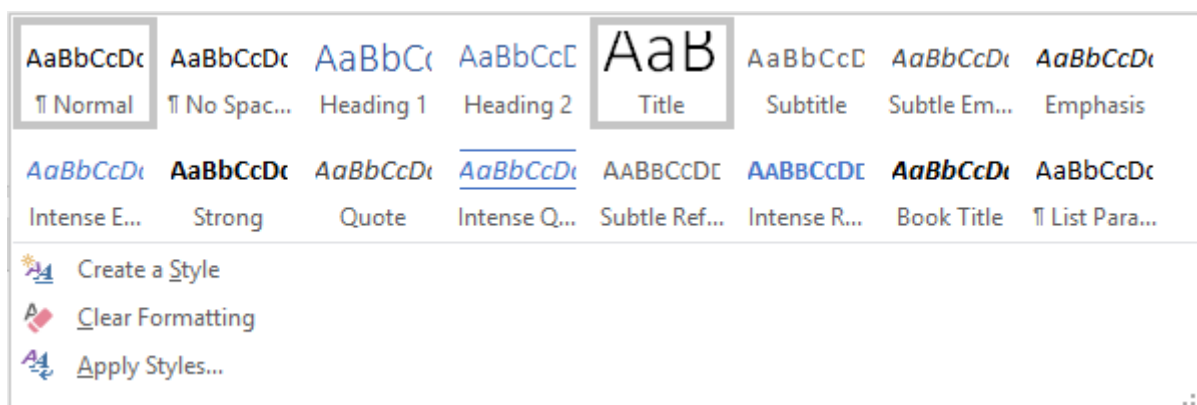 AaBbCcDc AaBbCcDc AaBbCc AaBbCcD AaB AaBbCcD AaBbCcDc AaBbCcDc
¶ Normal ¶ No Spac... Heading 1 Heading 2 Title Subtitle Subtle Em... Emphasis
AaBbCcDc AaBbCcDc AaBbCcDc AaBbCcDc AABBCCDD AABBCCDD AaBbCcDc AaBbCcDc
Intense E... Strong Quote Intense Q... Subtle Ref... Intense R... Book Title ¶ List Para...
Create a Style
Clear Formatting
Apply Styles...